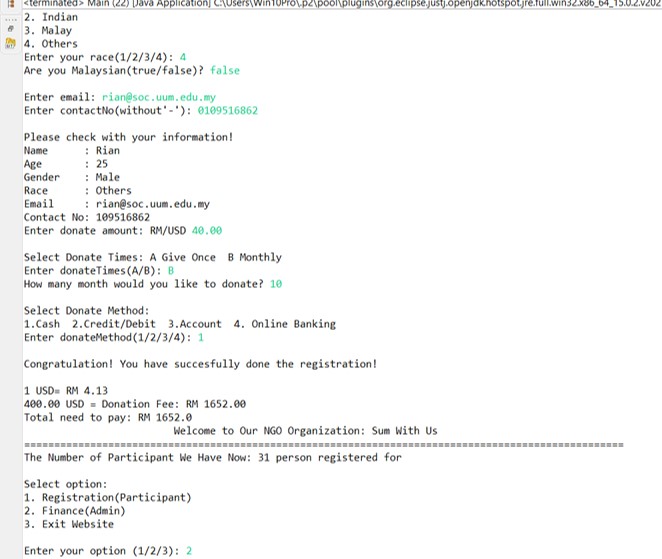 <terminated> Main (22) [Java Application] C:\Users\Win10Pro\.p2\pool\plugins\org.eclipse.justj.openjdk.hotspot.jre.full.win32.x86_64_15.0.2.v202
2. Indian
3. Malay
4. Others
Enter your race(1/2/3/4): 4
Are you Malaysian(true/false)? false
Enter email: rian@soc.uum.edu.my
Enter contactNo(without'-'): 0109516862
Please check with your information!
Name : Rian
Age : 25
Gender : Male
Race : Others
Email : rian@soc.uum.edu.my
Contact No: 109516862
Enter donate amount: RM/USD 40.00
Select Donate Times: A Give Once B Monthly
Enter donateTimes(A/B): B
How many month would you like to donate? 10
Select Donate Method:
1.Cash 2.Credit/Debit 3.Account 4. Online Banking
Enter donateMethod(1/2/3/4): 1
Congratulation! You have succesfully done the registration!
1 USD= RM 4.13
400.00 USD = Donation Fee: RM 1652.00
Total need to pay: RM 1652.0
Welcome to Our NGO Organization: Sum With Us
The Number of Participant We Have Now: 31 person registered for
Select option:
1. Registration(Participant)
2. Finance(Admin)
3. Exit Website
Enter your option (1/2/3): 2